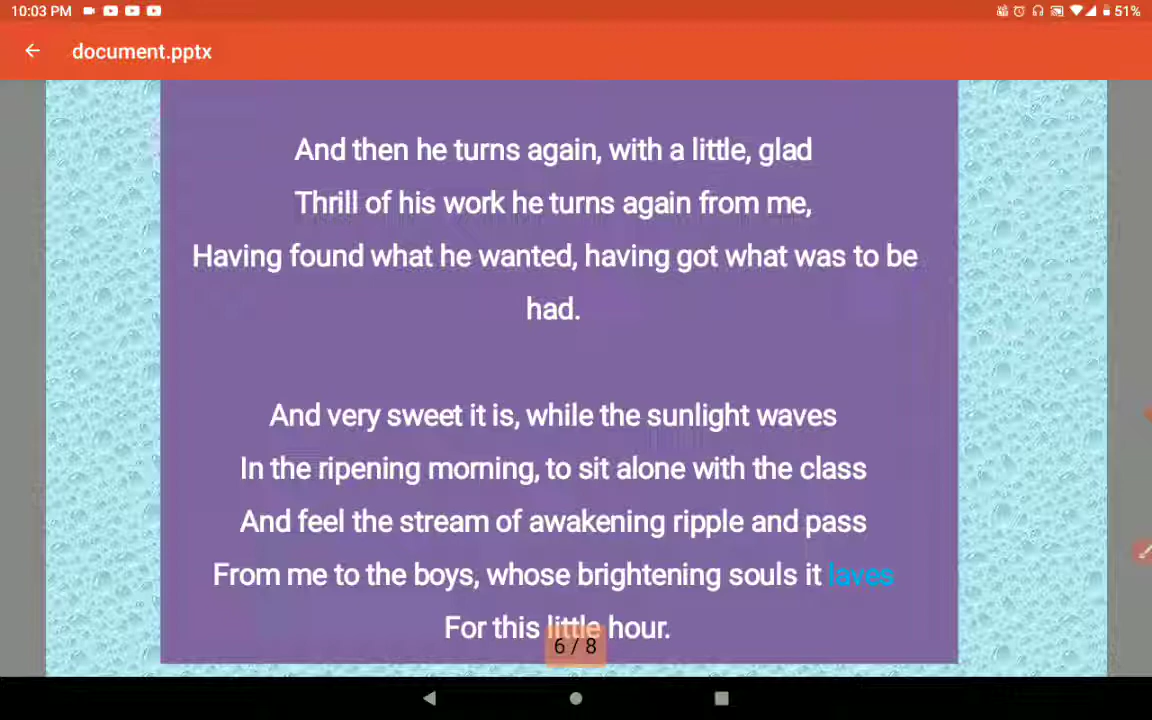 10:03 PM 51%
document.pptx
And then he turns again, with a little, glad
Thrill of his work he turns again from me,
Having found what he wanted, having got what was to be
had.
And very sweet it is, while the sunlight waves
In the ripening morning, to sit alone with the class
And feel the stream of awakening ripple and pass
From me to the boys, whose brightening souls it laves
For this little hour.
6 / 8